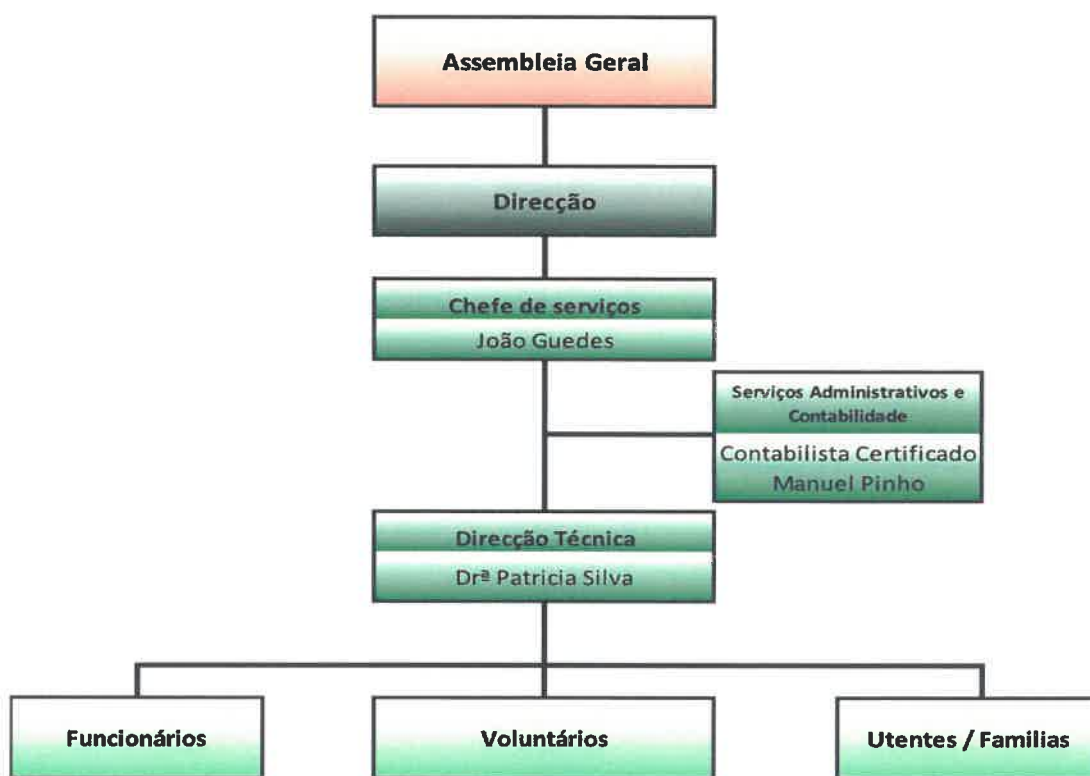 Assembleia Geral
Direcção
Chefe de serviços
João Guedes
Serviços Administrativos e
Contabilidade
Contabilista Certificado
Manuel Pinho
Direcção Técnica
Drª Patricia Silva
Funcionários
Voluntários
Utentes / Familias